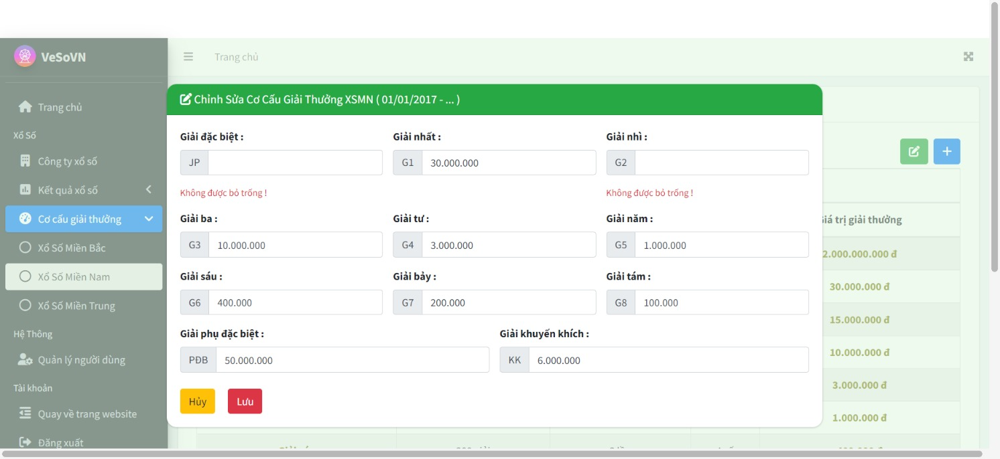 VeSoVN
Trang chủ
Trang chủ
Xổ Số
Công ty xổ số
Kết quả xổ số
Cơ cấu giải thưởng
Xổ Số Miền Bắc
Xổ Số Miền Nam
Xổ Số Miền Trung
Hệ Thông
Quản lý người dùng
Tài khoản
Quay về trang website
Đăng xuất
Chỉnh Sửa Cơ Cấu Giải Thưởng XSMN ( 01/01/2017 - ... )
Giải đặc biệt : Giải nhất : Giải nhì :
JP G1 30.000.000 G2
Không được bỏ trống ! Không được bỏ trống !
Giải ba : Giải tư : Giải năm :
G3 10.000.000 G4 3.000.000 G5 1.000.000
Giải sáu : Giải bảy : Giải tám :
G6 400.000 G7 200.000 G8 100.000
Giải phụ đặc biệt : Giải khuyến khích :
PĐB 50.000.000 KK 6.000.000
Hủy Lưu
trị giải thưởng
2.000.000.000 đ
30.000.000 đ
15.000.000 đ
10.000.000 đ
3.000.000 đ
1.000.000 đ